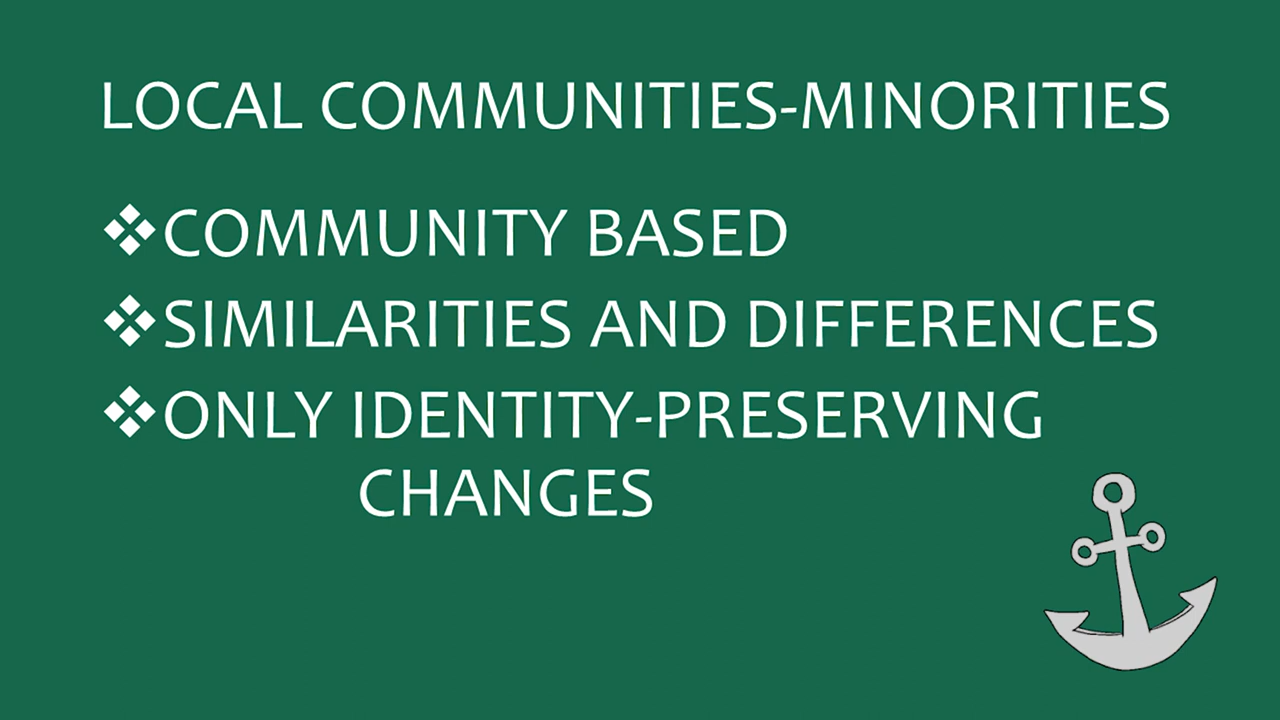 LOCAL COMMUNITIES-MINORITIES
❖COMMUNITY BASED
❖SIMILARITIES AND DIFFERENCES
❖ONLY IDENTITY-PRESERVING
CHANGES